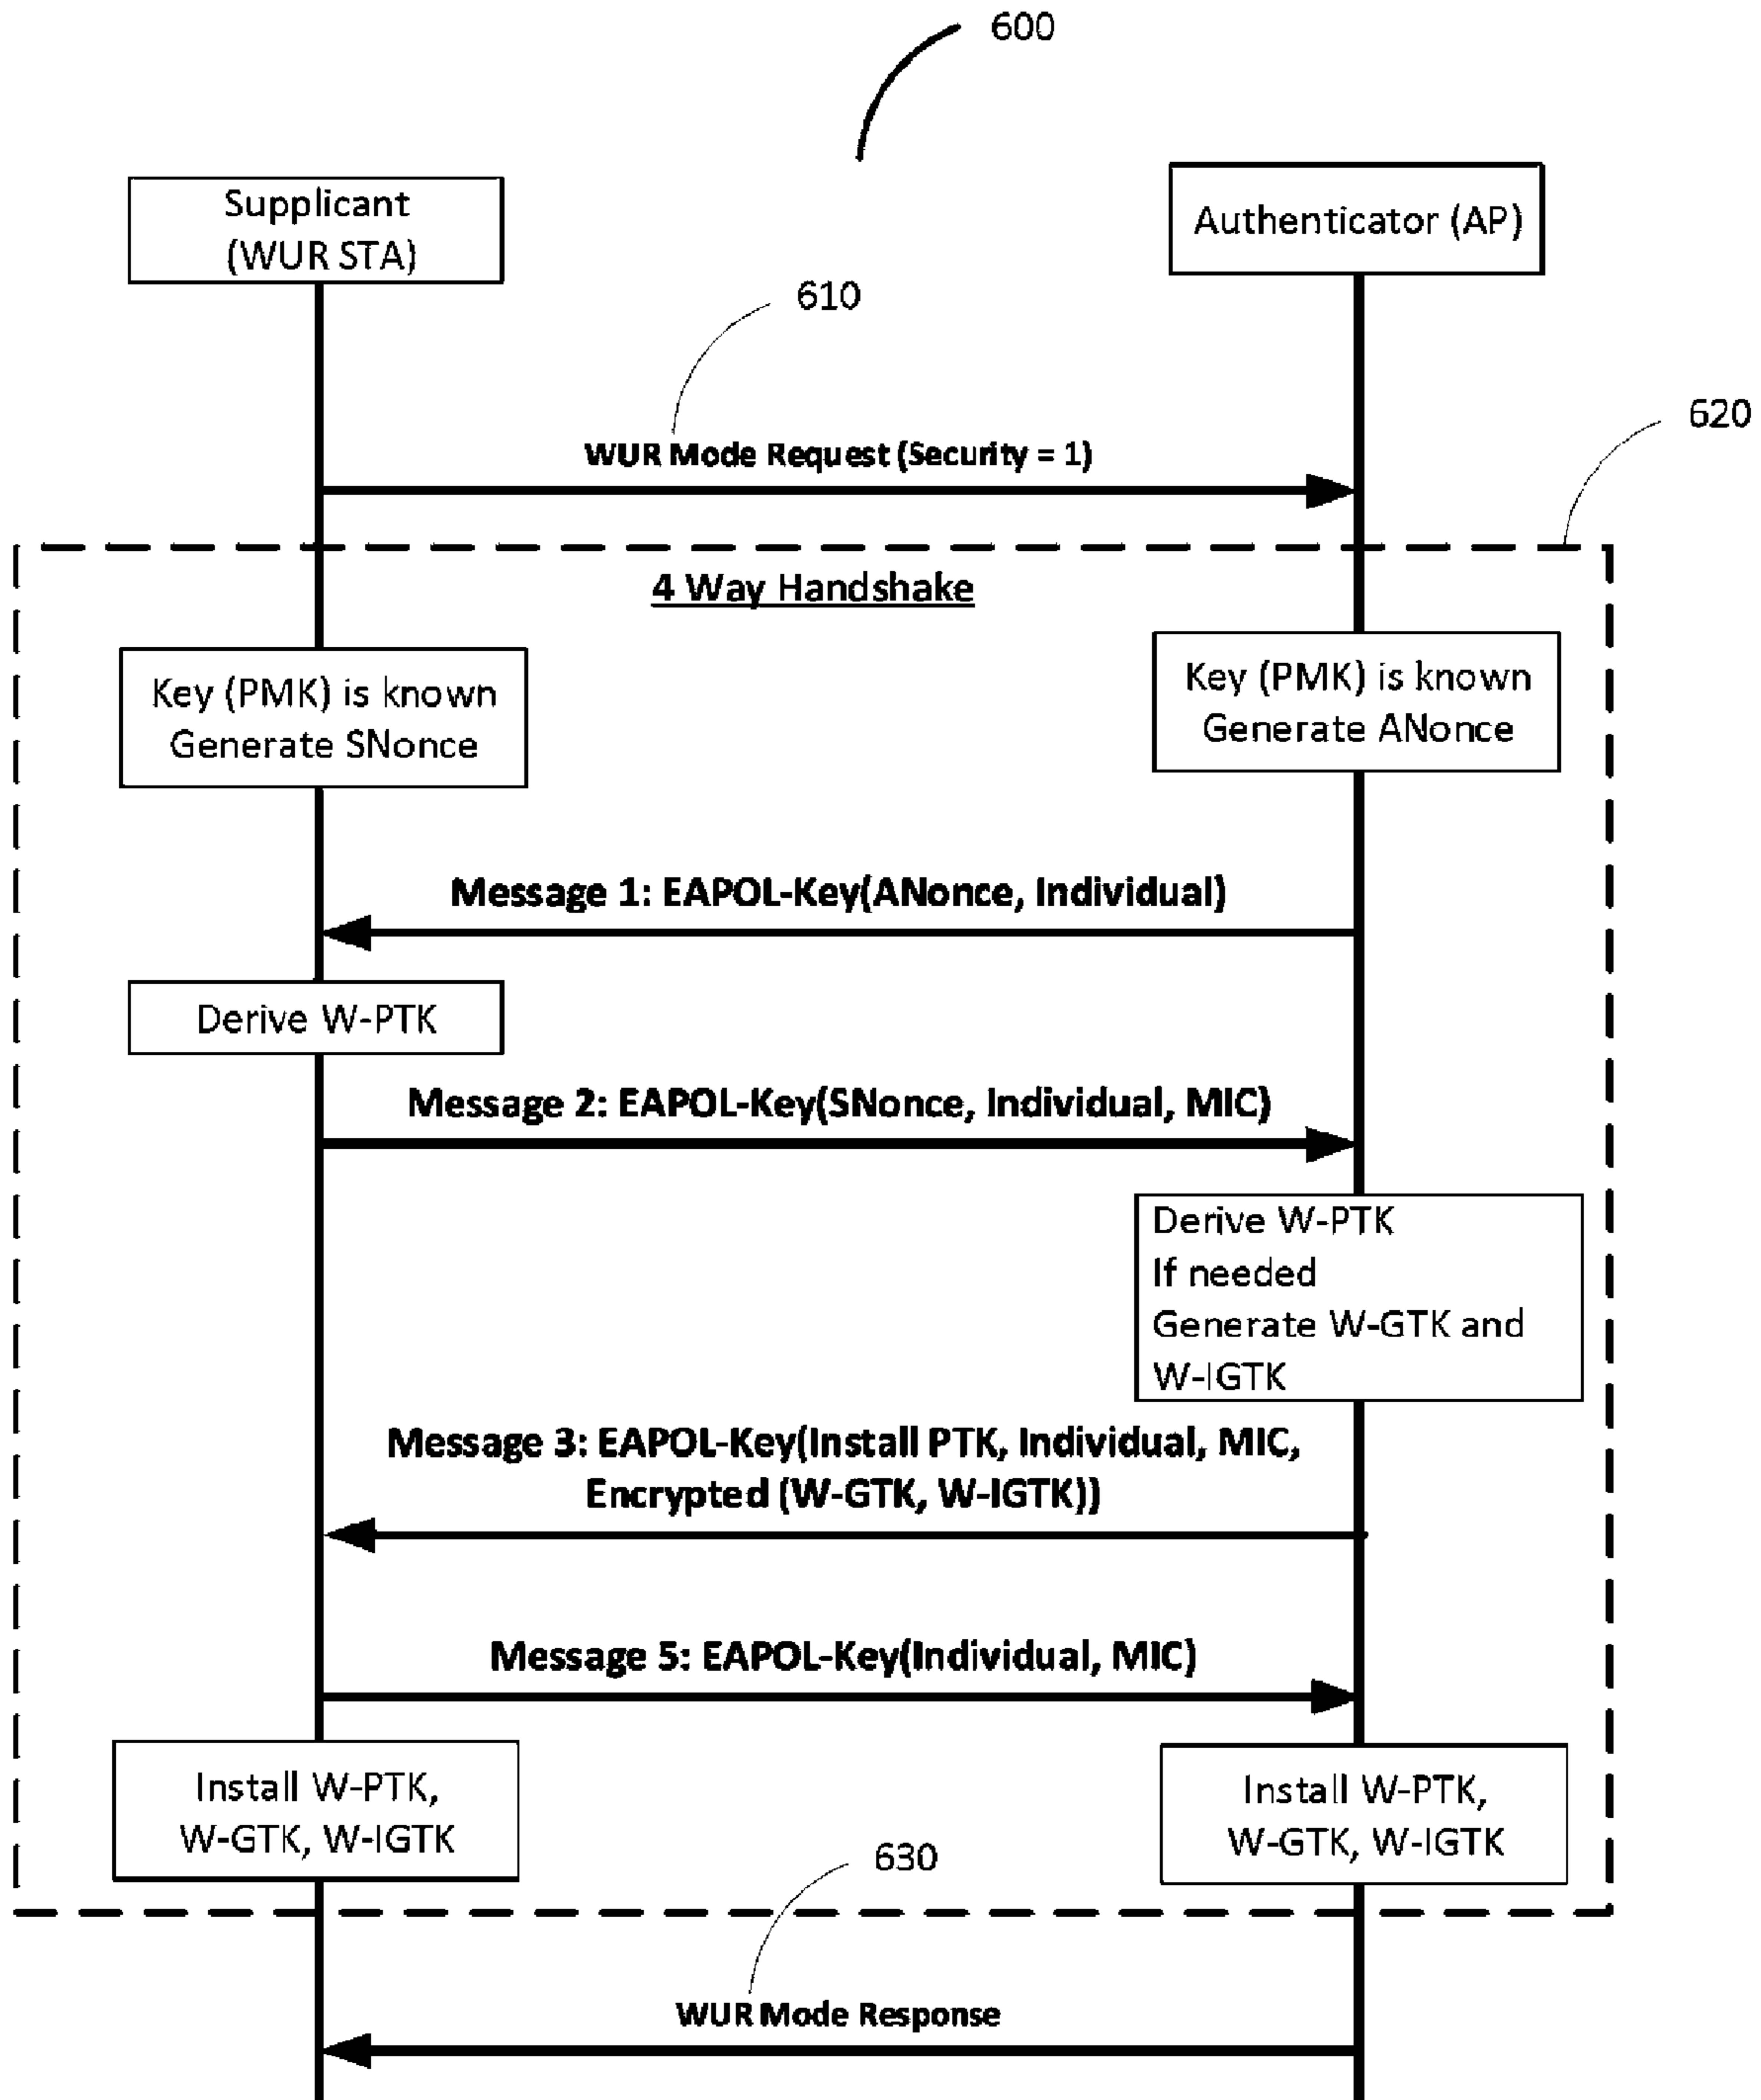 600
Supplicant
(WUR STA)
Authenticator (AP)
610
620
WUR Mode Request (Security = 1)
4 Way Handshake
Key (PMK) is known
Generate SNonce
Key (PMK) is known
Generate ANonce
Message 1: EAPOL-Key(ANonce, Individual)
Derive W-PTK
Message 2: EAPOL-Key(SNonce, Individual, MIC)
Derive W-PTK
If needed
Generate W-GTK and
W-IGTK
Message 3: EAPOL-Key(Install PTK, Individual, MIC,
Encrypted (W-GTK, W-IGTK))
Message 5: EAPOL-Key(Individual, MIC)
Install W-PTK,
W-GTK, W-IGTK
Install W-PTK,
W-GTK, W-IGTK
630
WUR Mode Response